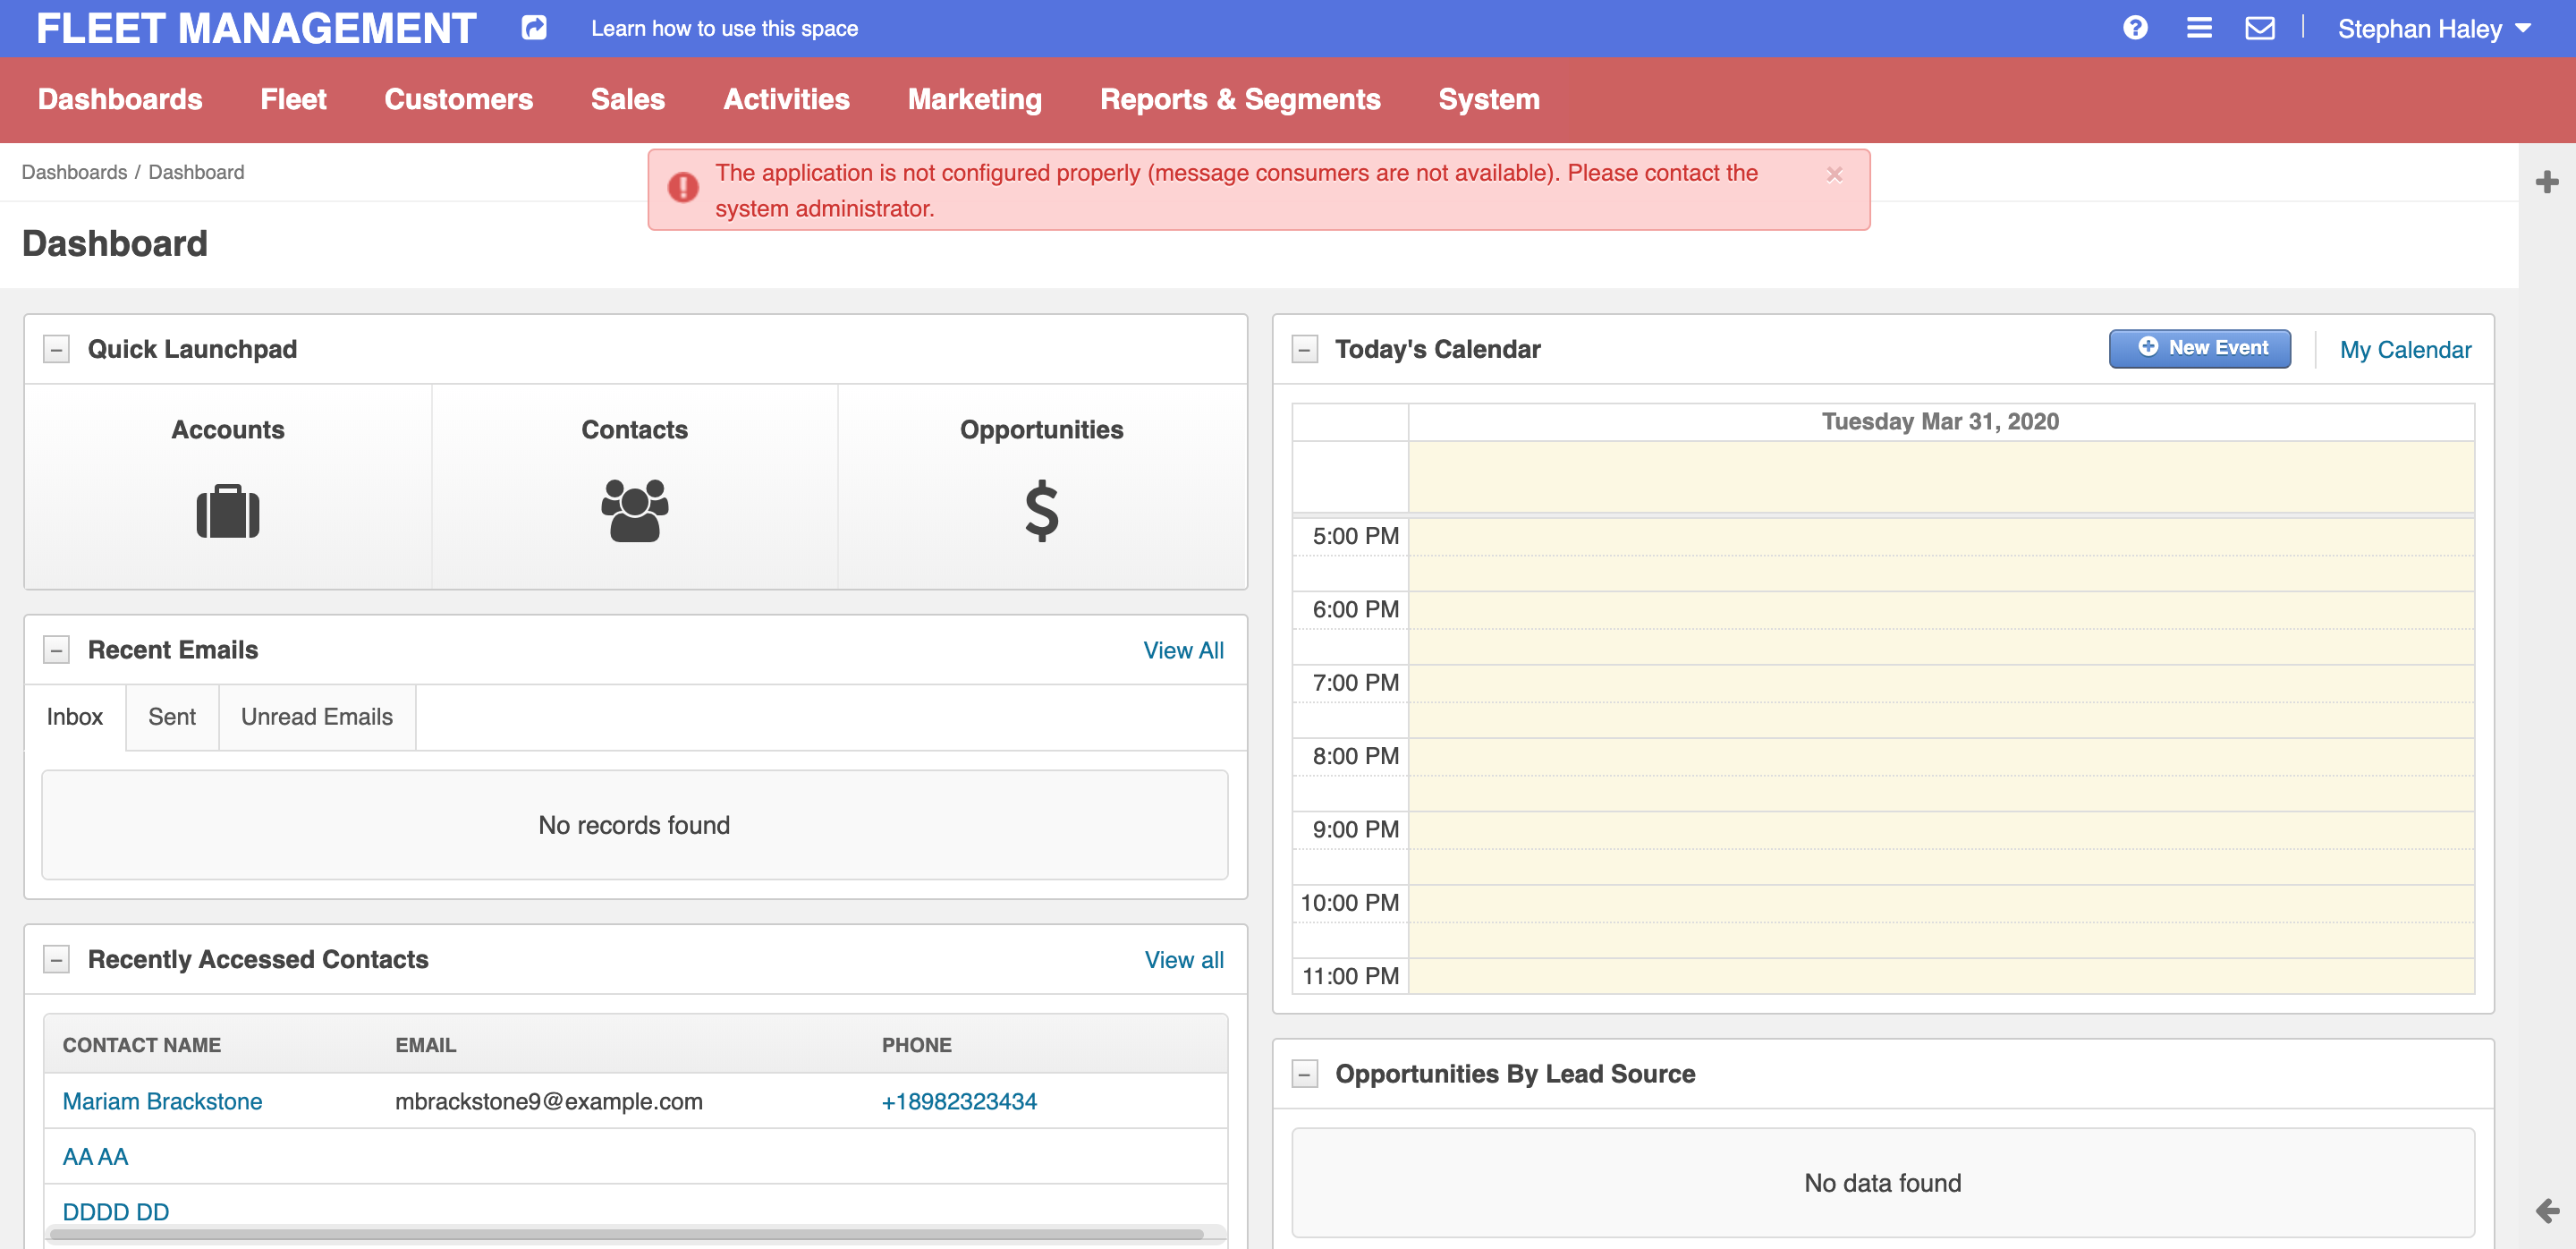 FLEET MANAGEMENT
Learn how to use this space
Stephan Haley
Dashboards Fleet Customers Sales Activities Marketing Reports & Segments System
Dashboards / Dashboard
The application is not configured properly (message consumers are not available). Please contact the
system administrator.
Dashboard
Quick Launchpad
Accounts Contacts Opportunities
Recent Emails View All
Inbox Sent Unread Emails
No records found
Recently Accessed Contacts View all
CONTACT NAME EMAIL PHONE
Mariam Brackstone mbrackstone9@example.com +18982323434
AA AA
DDDD DD
Today's Calendar New Event My Calendar
Tuesday Mar 31, 2020
5:00 PM
6:00 PM
7:00 PM
8:00 PM
9:00 PM
10:00 PM
11:00 PM
Opportunities By Lead Source
No data found